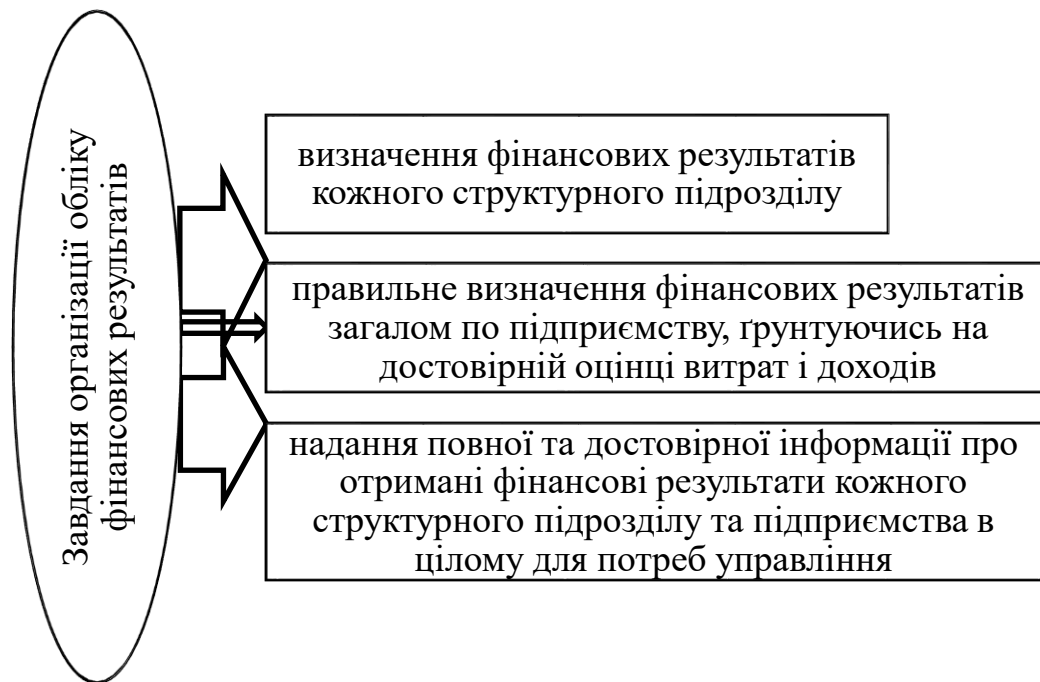 Завдання організації обліку
фінансових результатів
визначення фінансових результатів
кожного структурного підрозділу
правильне визначення фінансових результатів
загалом по підприємству, ґрунтуючись на
достовірній оцінці витрат і доходів
надання повної та достовірної інформації про
отримані фінансові результати кожного
структурного підрозділу та підприємства в
цілому для потреб управління